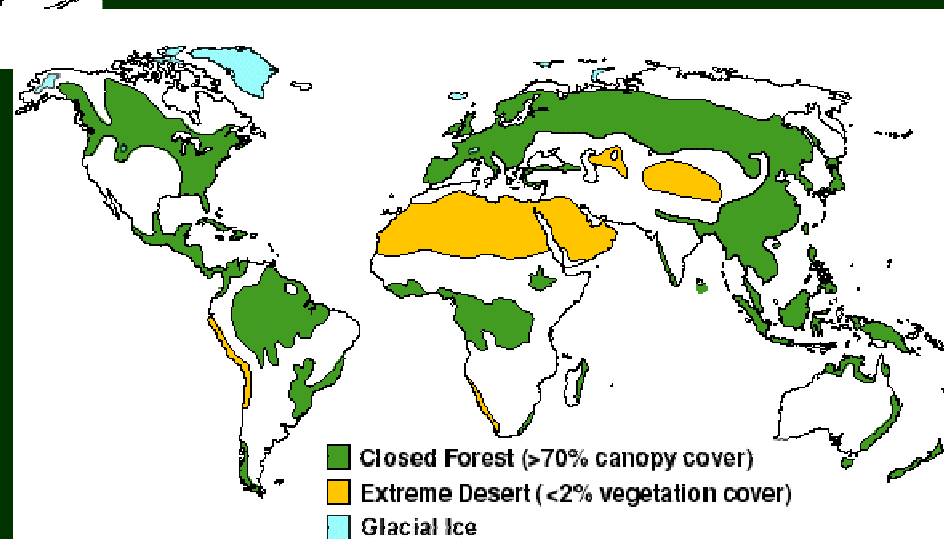 Closed Forest (>70% canopy cover)
Extreme Desert (<2% vegetation cover)
Glacial Ice